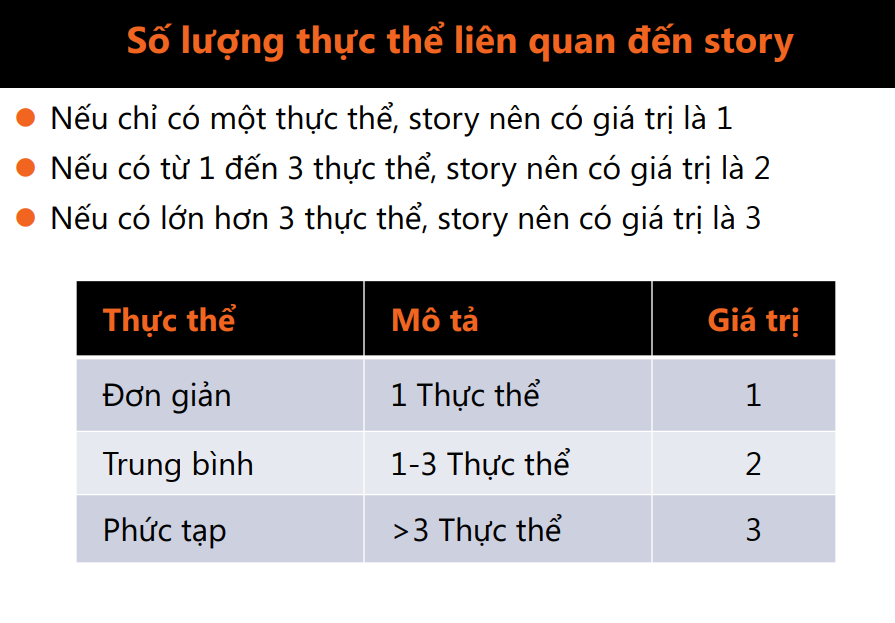 Số lượng thực thể liên quan đến story
Nếu chỉ có một thực thể, story nên có giá trị là 1
Nếu có từ 1 đến 3 thực thể, story nên có giá trị là 2
Nếu có lớn hơn 3 thực thể, story nên có giá trị là 3
Thực thể Mô tả Giá trị
Đơn giản 1 Thực thể 1
Trung bình 1-3 Thực thể 2
Phức tạp >3 Thực thể 3